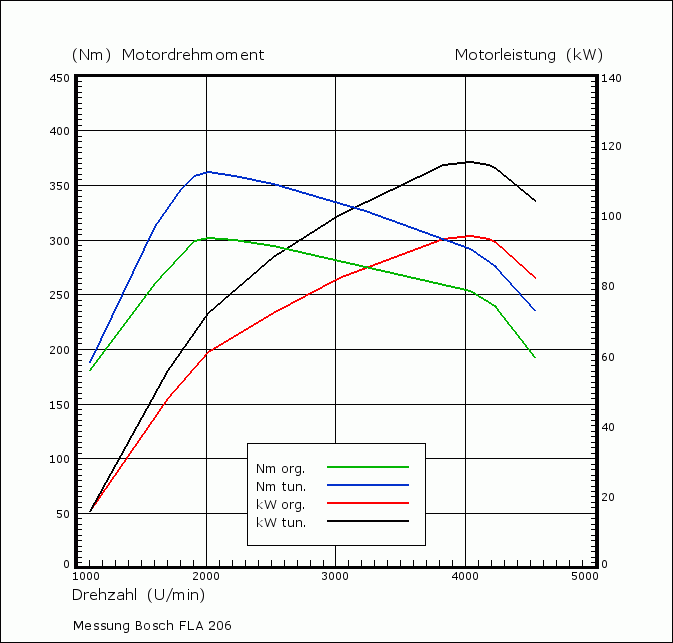 (Nm) Motordrehmoment
Motorleistung (kW)
450
400
350
300
250
200
150
100
50
0
140
120
100
80
60
40
20
0
Nm org.
Nm tun.
kW org.
kW tun.
1000 2000 3000 4000 5000
Drehzahl (U/min)
Messung Bosch FLA 206